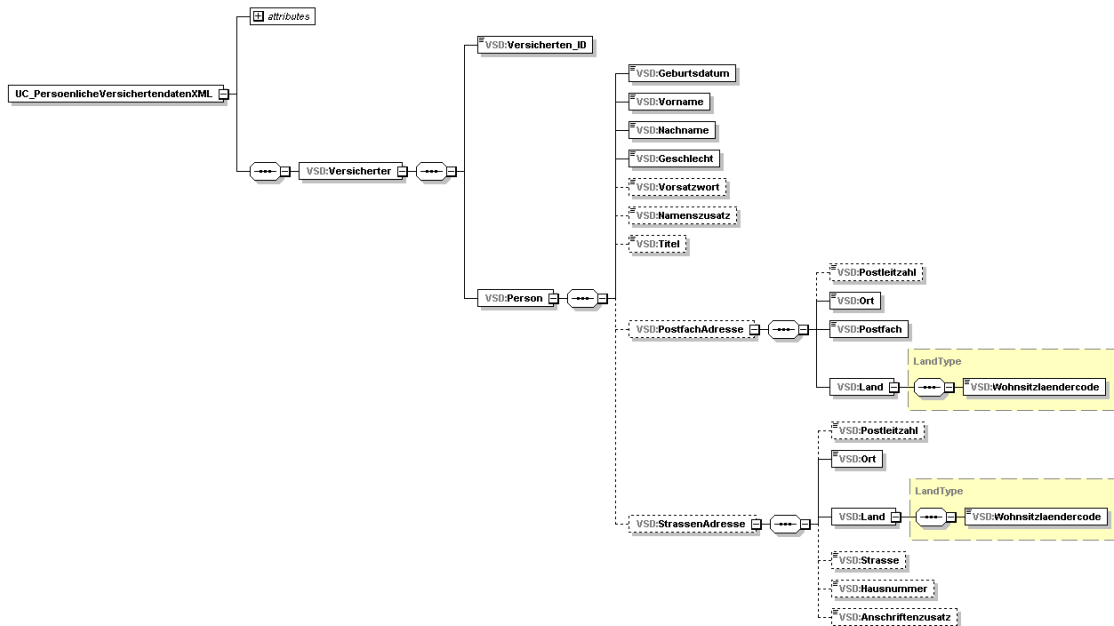 attributes
UC_PersoenlicheVersichertendatenXML
VSD:Versicherter
VSD:Versicherten_ID
VSD:Person
VSD:Geburtsdatum
VSD:Vorname
VSD:Nachname
VSD:Geschlecht
VSD:Vorsatzwort
VSD:Namenszusatz
VSD:Titel
VSD:PostfachAdresse
VSD:Postleitzahl
VSD:Ort
VSD:Postfach
VSD:Land
LandType
VSD:Wohnsitzlaendercode
VSD:StrassenAdresse
VSD:Postleitzahl
VSD:Ort
VSD:Land
LandType
VSD:Wohnsitzlaendercode
VSD:Strasse
VSD:Hausnummer
VSD:Anschriftenzusatz